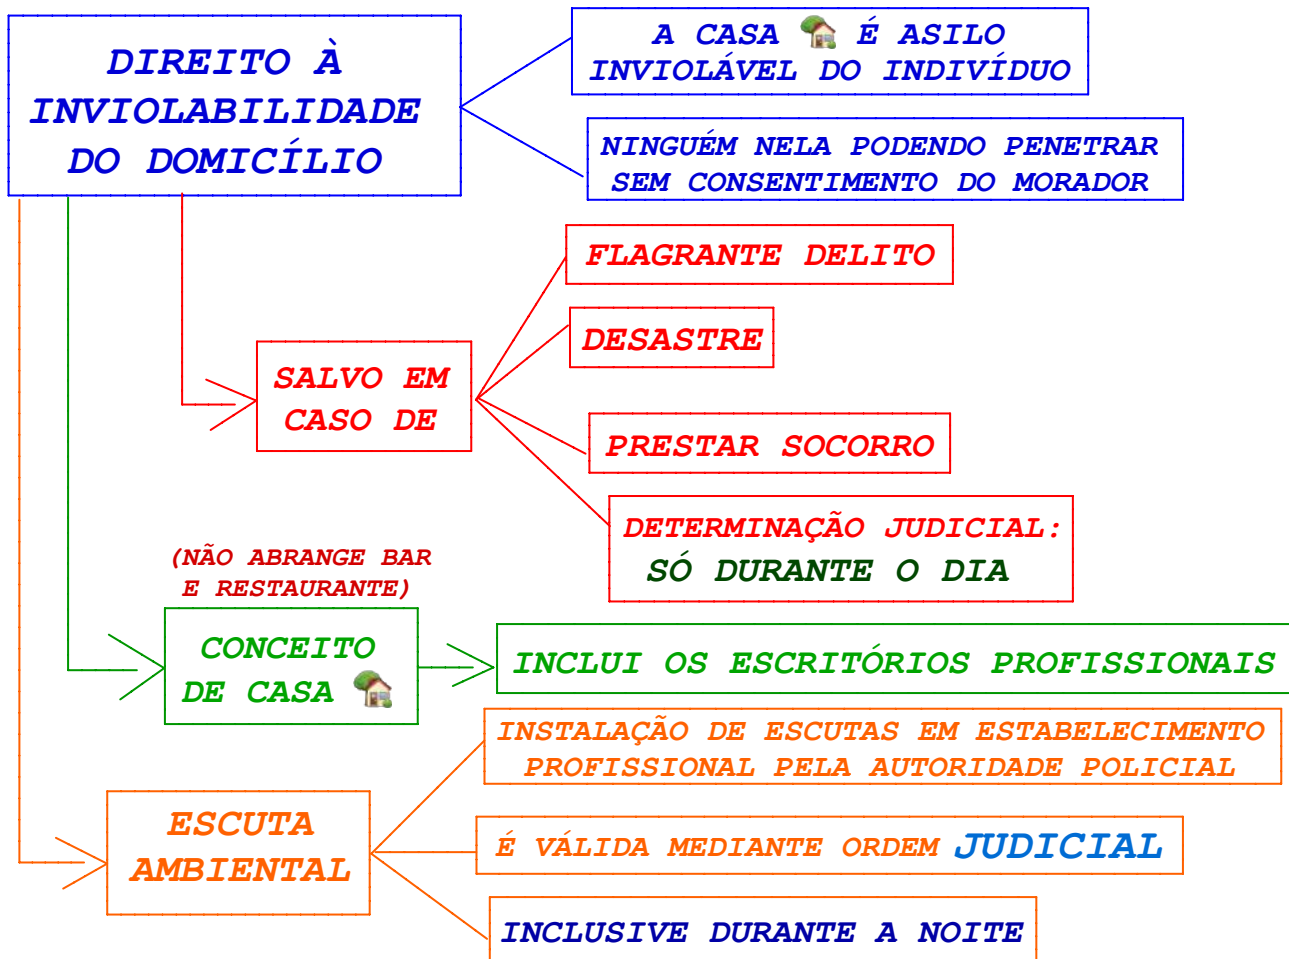 DIREITO À
INVIOLABILIDADE
DO DOMICÍLIO
A CASA É ASILO
INVIOLÁVEL DO INDIVÍDUO
NINGUÉM NELA PODENDO PENETRAR
SEM CONSENTIMENTO DO MORADOR
SALVO EM
CASO DE
FLAGRANTE DELITO
DESASTRE
PRESTAR SOCORRO
DETERMINAÇÃO JUDICIAL:
SÓ DURANTE O DIA
(NÃO ABRANGE BAR
E RESTAURANTE)
CONCEITO
DE CASA
INCLUI OS ESCRITÓRIOS PROFISSIONAIS
ESCUTA
AMBIENTAL
INSTALAÇÃO DE ESCUTAS EM ESTABELECIMENTO
PROFISSIONAL PELA AUTORIDADE POLICIAL
É VÁLIDA MEDIANTE ORDEM JUDICIAL
INCLUSIVE DURANTE A NOITE